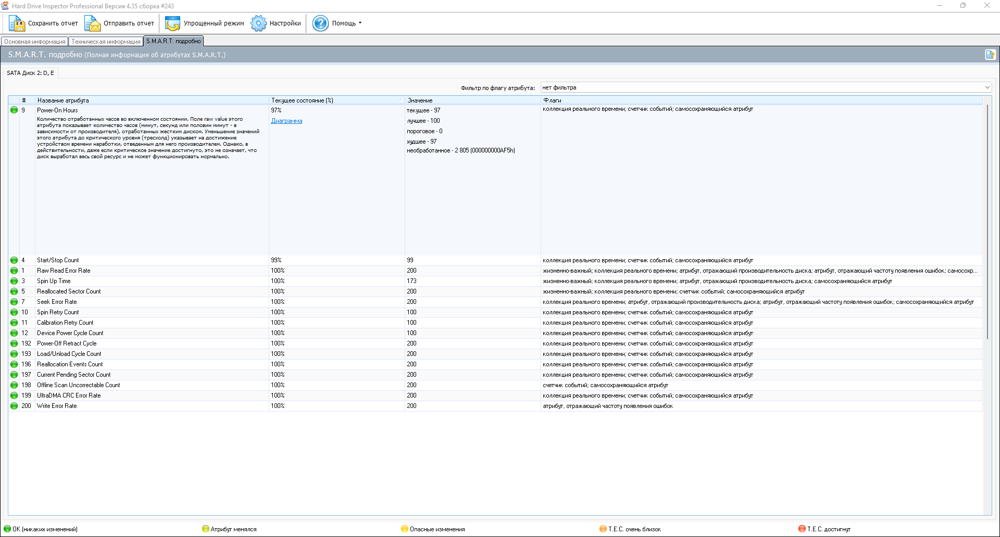 Hard Drive Inspector Professional Версия 4.35 сборка #243
Сохранить отчет Отправить отчет Упрощенный режим Настройки Помощь
Основная информация Техническая информация S.M.A.R.T. подробно
S.M.A.R.T. подробно (Полная информация об атрибутах S.M.A.R.T.)
SATA Диск 2: D, E
Фильтр по флагу атрибута: нет фильтра
# Название атрибута Текущее состояние (%) Значение Флаги
9 Power-On Hours 97% текущее - 97 коллекция реального времени; счетчик событий; самосохраняющийся атрибут
Количество отработанных часов во включенном состоянии. Поле raw value этого
атрибута показывает количество часов (минут, секунд или половин минут - в
зависимости от производителя), отработанных жестким диском. Уменьшение значений
этого атрибута до критического уровня (тресхолд) указывает на достижение
устройством времени наработки, отведенным для него производителем. Однако, в
действительности, даже если критическое значение достигнуто, это не означает, что
диск выработал весь свой ресурс и не может функционировать нормально.
Диаграмма
лучшее - 100
пороговое - 0
худшее - 97
необработанное - 2 805 (000000000AF5h)
4 Start/Stop Count 99% 99 коллекция реального времени; счетчик событий; самосохраняющийся атрибут
1 Raw Read Error Rate 100% 200 жизненно-важный; коллекция реального времени; атрибут, отражающий производительность диска; атрибут, отражающий частоту появления ошибок; самосохр...
3 Spin Up Time 100% 173 жизненно-важный; коллекция реального времени; атрибут, отражающий производительность диска; самосохраняющийся атрибут
5 Reallocated Sector Count 100% 200 жизненно-важный; коллекция реального времени; счетчик событий; самосохраняющийся атрибут
7 Seek Error Rate 100% 200 коллекция реального времени; атрибут, отражающий производительность диска; атрибут, отражающий частоту появления ошибок; самосохраняющийся атрибут
10 Spin Retry Count 100% 100 коллекция реального времени; счетчик событий; самосохраняющийся атрибут
11 Calibration Retry Count 100% 100 коллекция реального времени; счетчик событий; самосохраняющийся атрибут
12 Device Power Cycle Count 100% 100 коллекция реального времени; счетчик событий; самосохраняющийся атрибут
192 Power-Off Retract Cycle 100% 200 коллекция реального времени; счетчик событий; самосохраняющийся атрибут
193 Load/Unload Cycle Count 100% 200 коллекция реального времени; счетчик событий; самосохраняющийся атрибут
196 Reallocation Events Count 100% 200 коллекция реального времени; счетчик событий; самосохраняющийся атрибут
197 Current Pending Sector Count 100% 200 коллекция реального времени; счетчик событий; самосохраняющийся атрибут
198 Offline Scan Uncorrectable Count 100% 200 счетчик событий; самосохраняющийся атрибут
199 UltraDMA CRC Error Rate 100% 200 коллекция реального времени; счетчик событий; самосохраняющийся атрибут
200 Write Error Rate 100% 200 атрибут, отражающий частоту появления ошибок
OK (никаких изменений) Атрибут менялся Опасные изменения T.E.C. очень близок T.E.C. достигнут